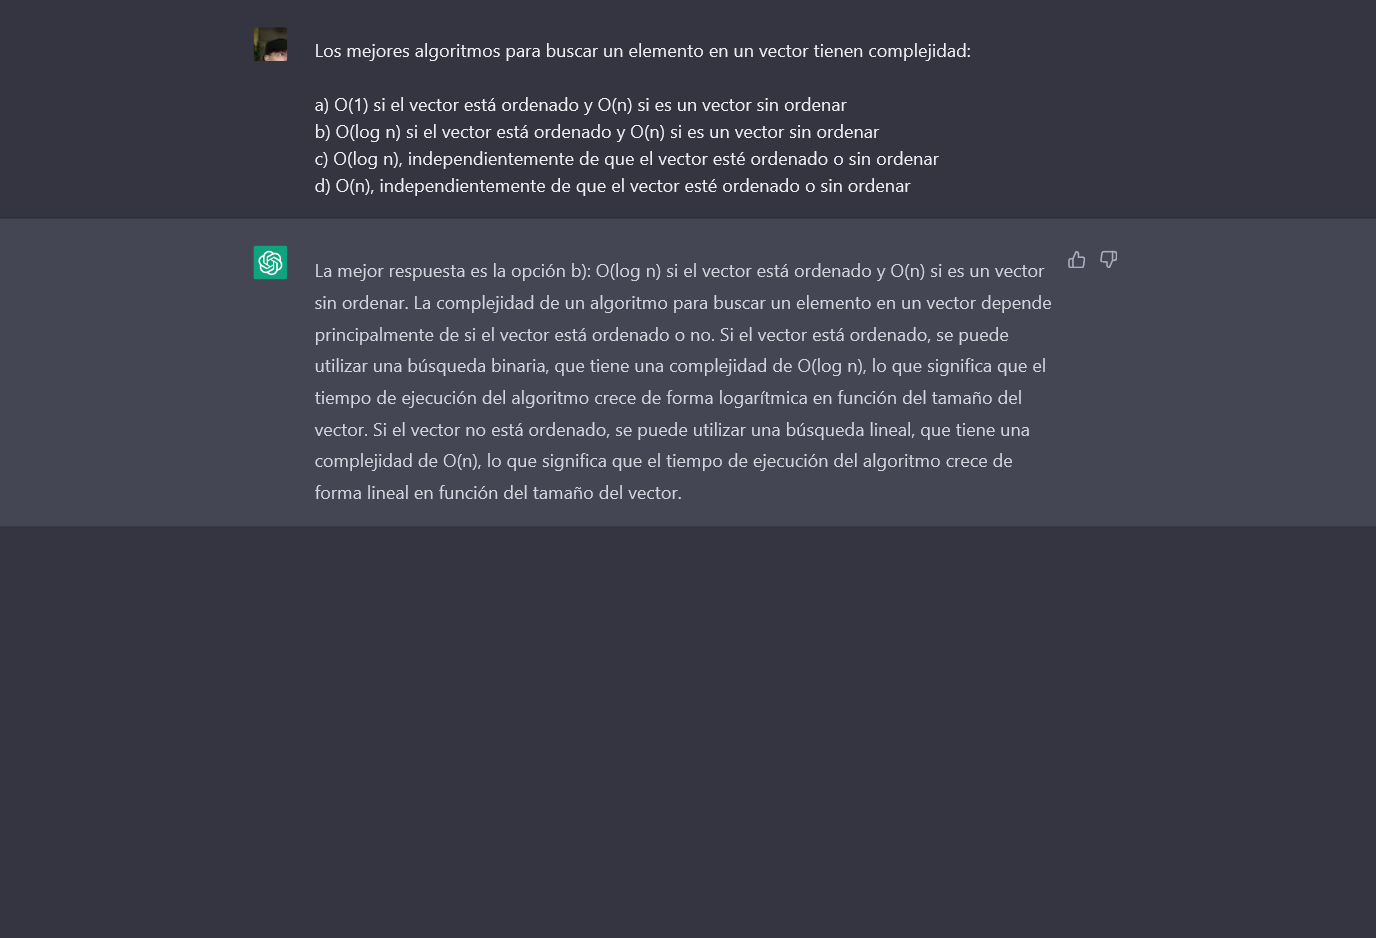 Los mejores algoritmos para buscar un elemento en un vector tienen complejidad:
a) O(1) si el vector está ordenado y O(n) si es un vector sin ordenar
b) O(log n) si el vector está ordenado y O(n) si es un vector sin ordenar
c) O(log n), independientemente de que el vector esté ordenado o sin ordenar
d) O(n), independientemente de que el vector esté ordenado o sin ordenar
La mejor respuesta es la opción b): O(log n) si el vector está ordenado y O(n) si es un vector
sin ordenar. La complejidad de un algoritmo para buscar un elemento en un vector depende
principalmente de si el vector está ordenado o no. Si el vector está ordenado, se puede
utilizar una búsqueda binaria, que tiene una complejidad de O(log n), lo que significa que el
tiempo de ejecución del algoritmo crece de forma logarítmica en función del tamaño del
vector. Si el vector no está ordenado, se puede utilizar una búsqueda lineal, que tiene una
complejidad de O(n), lo que significa que el tiempo de ejecución del algoritmo crece de
forma lineal en función del tamaño del vector.